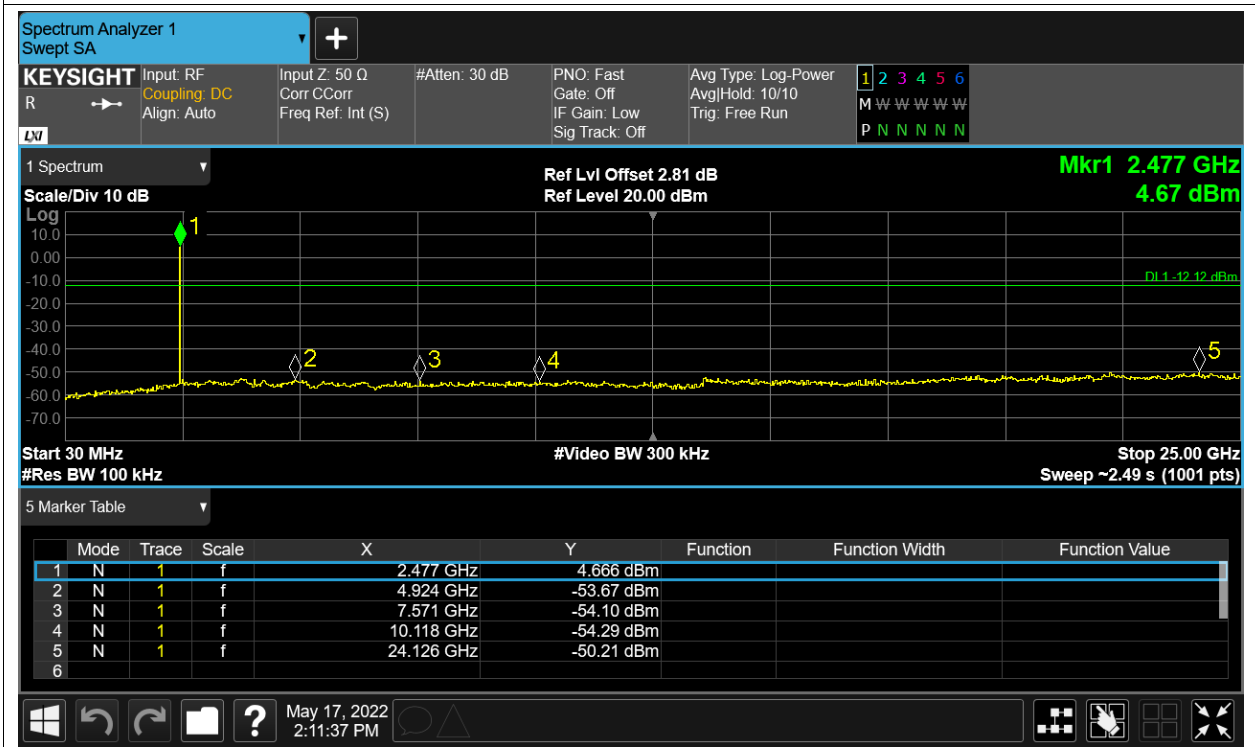 Spectrum Analyzer 1
Swept SA
KEYSIGHT
R
LXI
Input: RF
Coupling: DC
Align: Auto
Input Z: 50 Ω
Corr CCorr
Freq Ref: Int (S)
#Atten: 30 dB
PNO: Fast
Gate: Off
IF Gain: Low
Sig Track: Off
Avg Type: Log-Power
Avg|Hold: 10/10
Trig: Free Run
1 2 3 4 5 6
M W W W W W
P N N N N N
1 Spectrum
Scale/Div 10 dB
Ref Lvl Offset 2.81 dB
Ref Level 20.00 dBm
Mkr1 2.477 GHz
4.67 dBm
Log
10.0
0.00
-10.0
-20.0
-30.0
-40.0
-50.0
-60.0
-70.0
1
2
3
4
5
DL1 -12.12 dBm
Start 30 MHz
#Res BW 100 kHz
#Video BW 300 kHz
Stop 25.00 GHz
Sweep ~2.49 s (1001 pts)
5 Marker Table
Mode Trace Scale X Y Function Function Width Function Value
1 N 1 f 2.477 GHz 4.666 dBm
2 N 1 f 4.924 GHz -53.67 dBm
3 N 1 f 7.571 GHz -54.10 dBm
4 N 1 f 10.118 GHz -54.29 dBm
5 N 1 f 24.126 GHz -50.21 dBm
6
?
May 17, 2022
2:11:37 PM